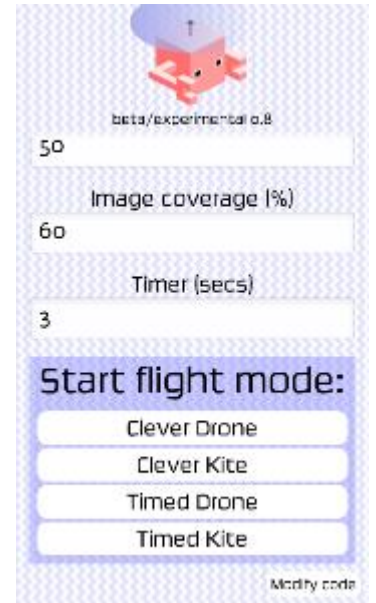 beta/experimental 0.8
50
Image coverage (%)
60
Timer (secs)
3
Start flight mode:
Clever Drone
Clever Kite
Timed Drone
Timed Kite
Modify code